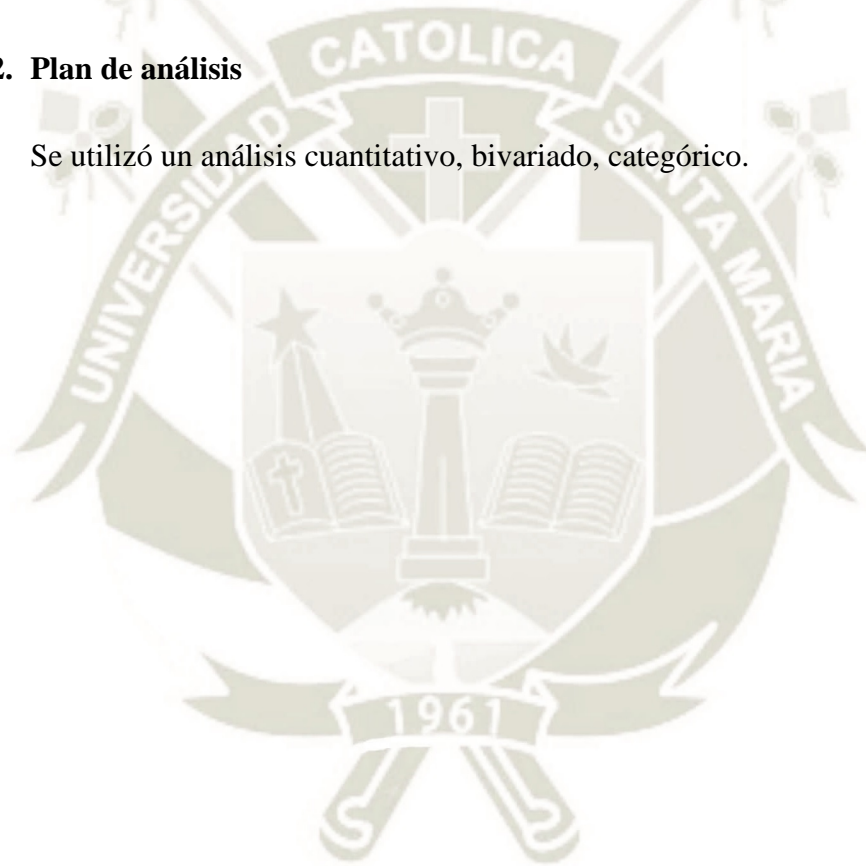 2. Plan de análisis
Se utilizó un análisis cuantitativo, bivariado, categórico.
UNIVERSIDAD CATOLICA SANTA MARIA
1961